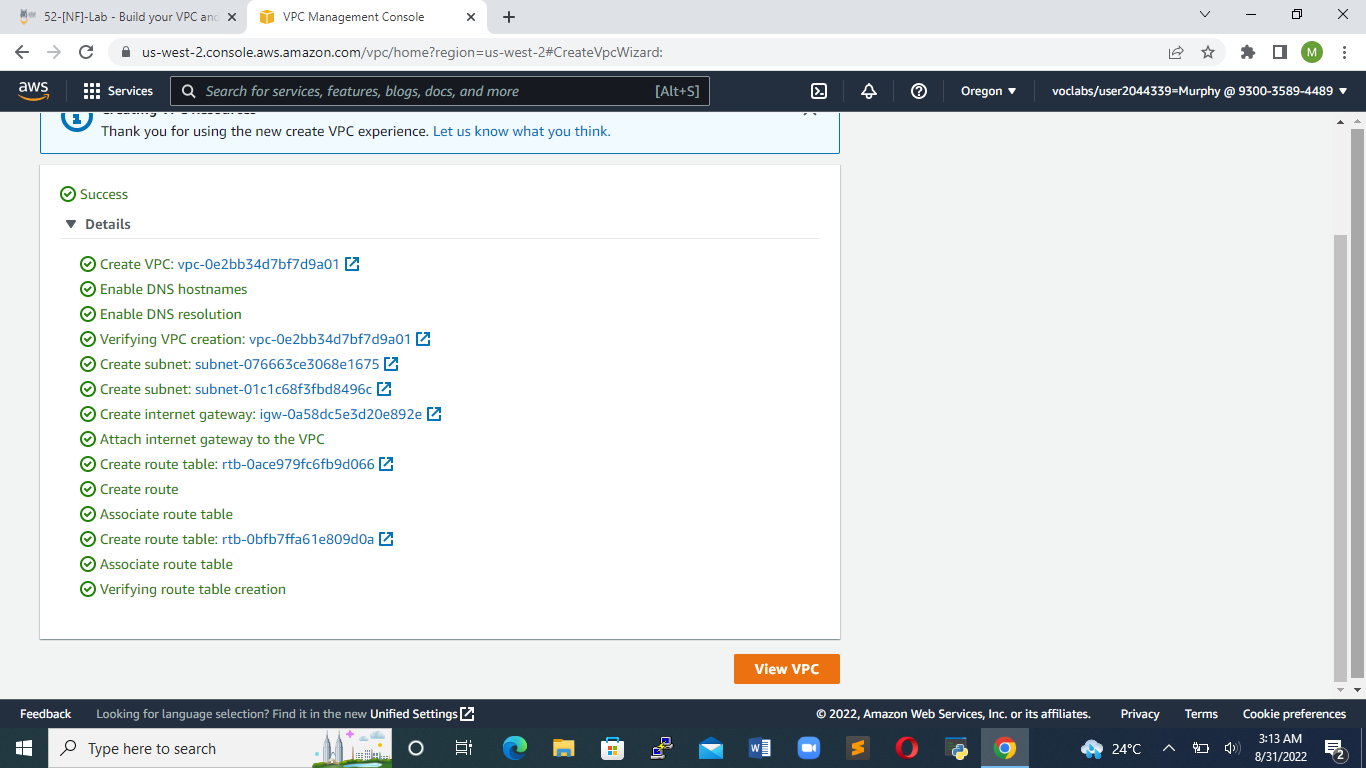 52-[NF]-Lab - Build your VPC and
VPC Management Console
us-west-2.console.aws.amazon.com/vpc/home?region=us-west-2#CreateVpcWizard:
M
aws
Services
Search for services, features, blogs, docs, and more
[Alt+S]
Oregon
voclabs/user2044339=Murphy @ 9300-3589-4489
Creating VPC Resources
Thank you for using the new create VPC experience. Let us know what you think.
Success
Details
Create VPC: vpc-0e2bb34d7bf7d9a01
Enable DNS hostnames
Enable DNS resolution
Verifying VPC creation: vpc-0e2bb34d7bf7d9a01
Create subnet: subnet-076663ce3068e1675
Create subnet: subnet-01c1c68f3fbd8496c
Create internet gateway: igw-0a58dc5e3d20e892e
Attach internet gateway to the VPC
Create route table: rtb-0ace979fc6fb9d066
Create route
Associate route table
Create route table: rtb-0bfb7ffa61e809d0a
Associate route table
Verifying route table creation
View VPC
Feedback
Looking for language selection? Find it in the new Unified Settings
© 2022, Amazon Web Services, Inc. or its affiliates.
Privacy
Terms
Cookie preferences
Type here to search
24°C
3:13 AM
8/31/2022
2